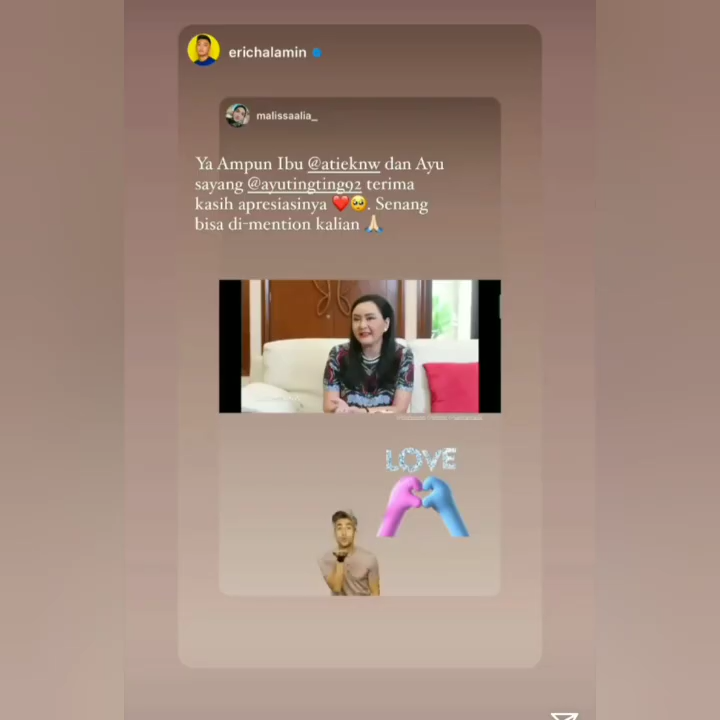 erichalamin
malissaalia_
Ya Ampun Ibu @atieknw dan Ayu
sayang @ayutingting92 terima
kasih apresiasinya ❤️🥺. Senang
bisa di-mention kalian 🙏🏻
LOVE